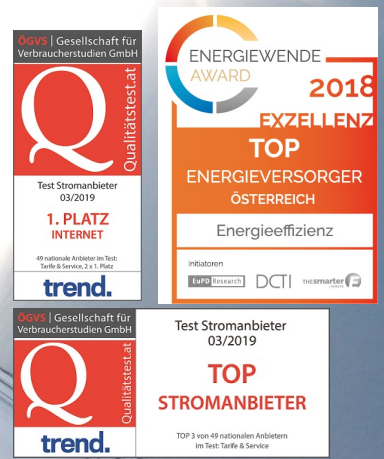 ÖGVS | Gesellschaft für
Verbraucherstudien GmbH
Q
Qualitätstest.at
Test Stromanbieter
03/2019
1. PLATZ
INTERNET
49 nationale Anbieter im Test:
Tarife & Service, 2 x 1. Platz
trend.
ENERGIEWENDE
AWARD
2018
EXZELLENZ
TOP
ENERGIEVERSORGER
ÖSTERREICH
Energieeffizienz
Initiatoren
EuPD Research
DCTI
THE smarter E
ÖGVS | Gesellschaft für
Verbraucherstudien GmbH
Q
Qualitätstest.at
trend.
Test Stromanbieter
03/2019
TOP
STROMANBIETER
TOP 3 von 49 nationalen Anbietern
im Test: Tarife & Service